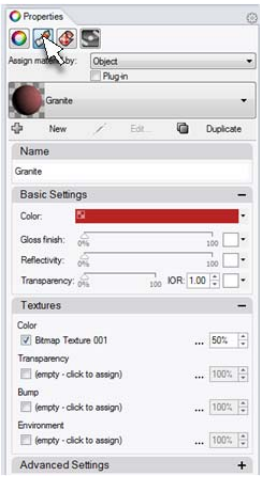 Properties
Assign material by: Object
Plug-in
Granite
New Edit... Duplicate
Name
Granite
Basic Settings −
Color:
Gloss finish: 0% 100
Reflectivity: 0% 100
Transparency: 0% 100 IOR: 1.00
Textures −
Color
Bitmap Texture 001 ... 50%
Transparency
(empty - click to assign) ... 100%
Bump
(empty - click to assign) ... 100%
Environment
(empty - click to assign) ... 100%
Advanced Settings +